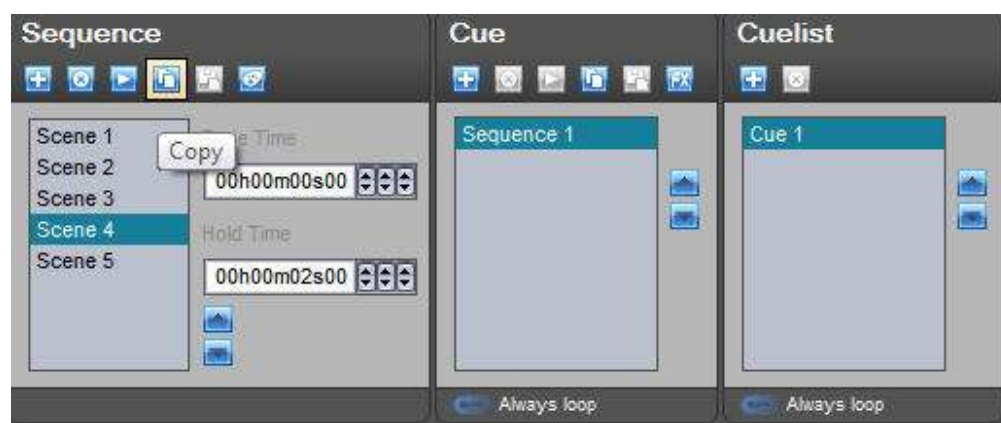 Sequence
Scene 1
Scene 2
Scene 3
Scene 4
Scene 5
Copy
Time
00h00m00s00
Hold Time
00h00m02s00
Cue
FX
Sequence 1
Always loop
Cuelist
Cue 1
Always loop